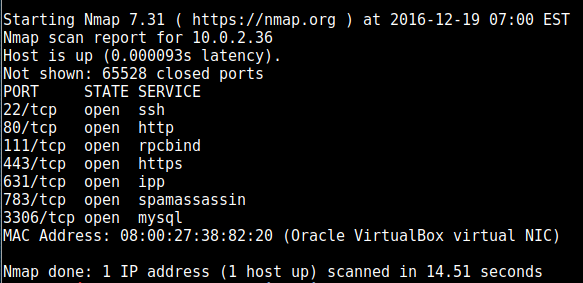 Starting Nmap 7.31 ( https://nmap.org ) at 2016-12-19 07:00 EST
Nmap scan report for 10.0.2.36
Host is up (0.000093s latency).
Not shown: 65528 closed ports
PORT     STATE SERVICE
22/tcp   open  ssh
80/tcp   open  http
111/tcp  open  rpcbind
443/tcp  open  https
631/tcp  open  ipp
783/tcp  open  spamassassin
3306/tcp open  mysql
MAC Address: 08:00:27:38:82:20 (Oracle VirtualBox virtual NIC)
Nmap done: 1 IP address (1 host up) scanned in 14.51 seconds